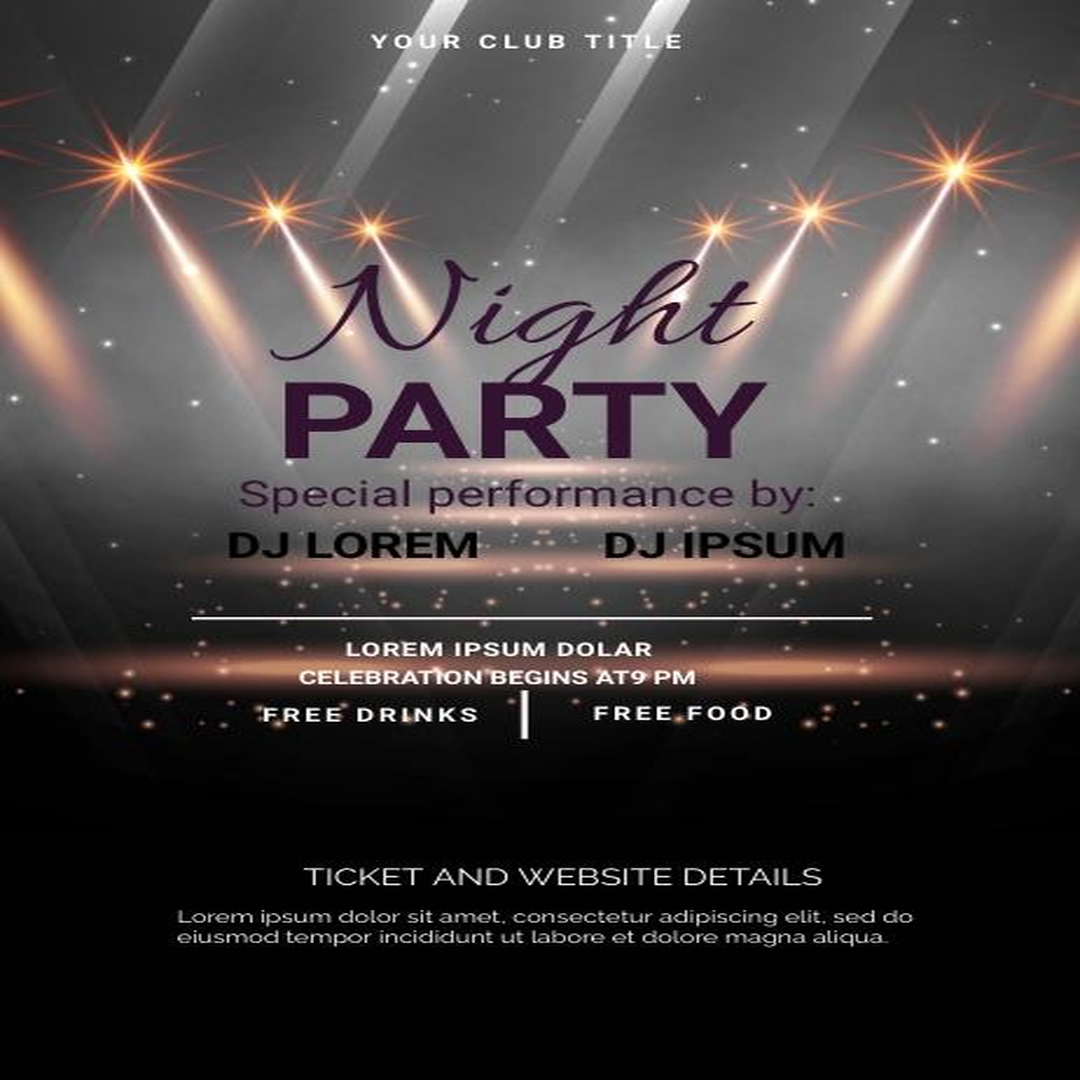 YOUR CLUB TITLE
Night
PARTY
Special performance by:
DJ LOREM DJ IPSUM
LOREM IPSUM DOLAR
CELEBRATION BEGINS AT9 PM
FREE DRINKS | FREE FOOD
TICKET AND WEBSITE DETAILS
Lorem ipsum dolor sit amet, consectetur adipiscing elit, sed do
eiusmod tempor incididunt ut labore et dolore magna aliqua.